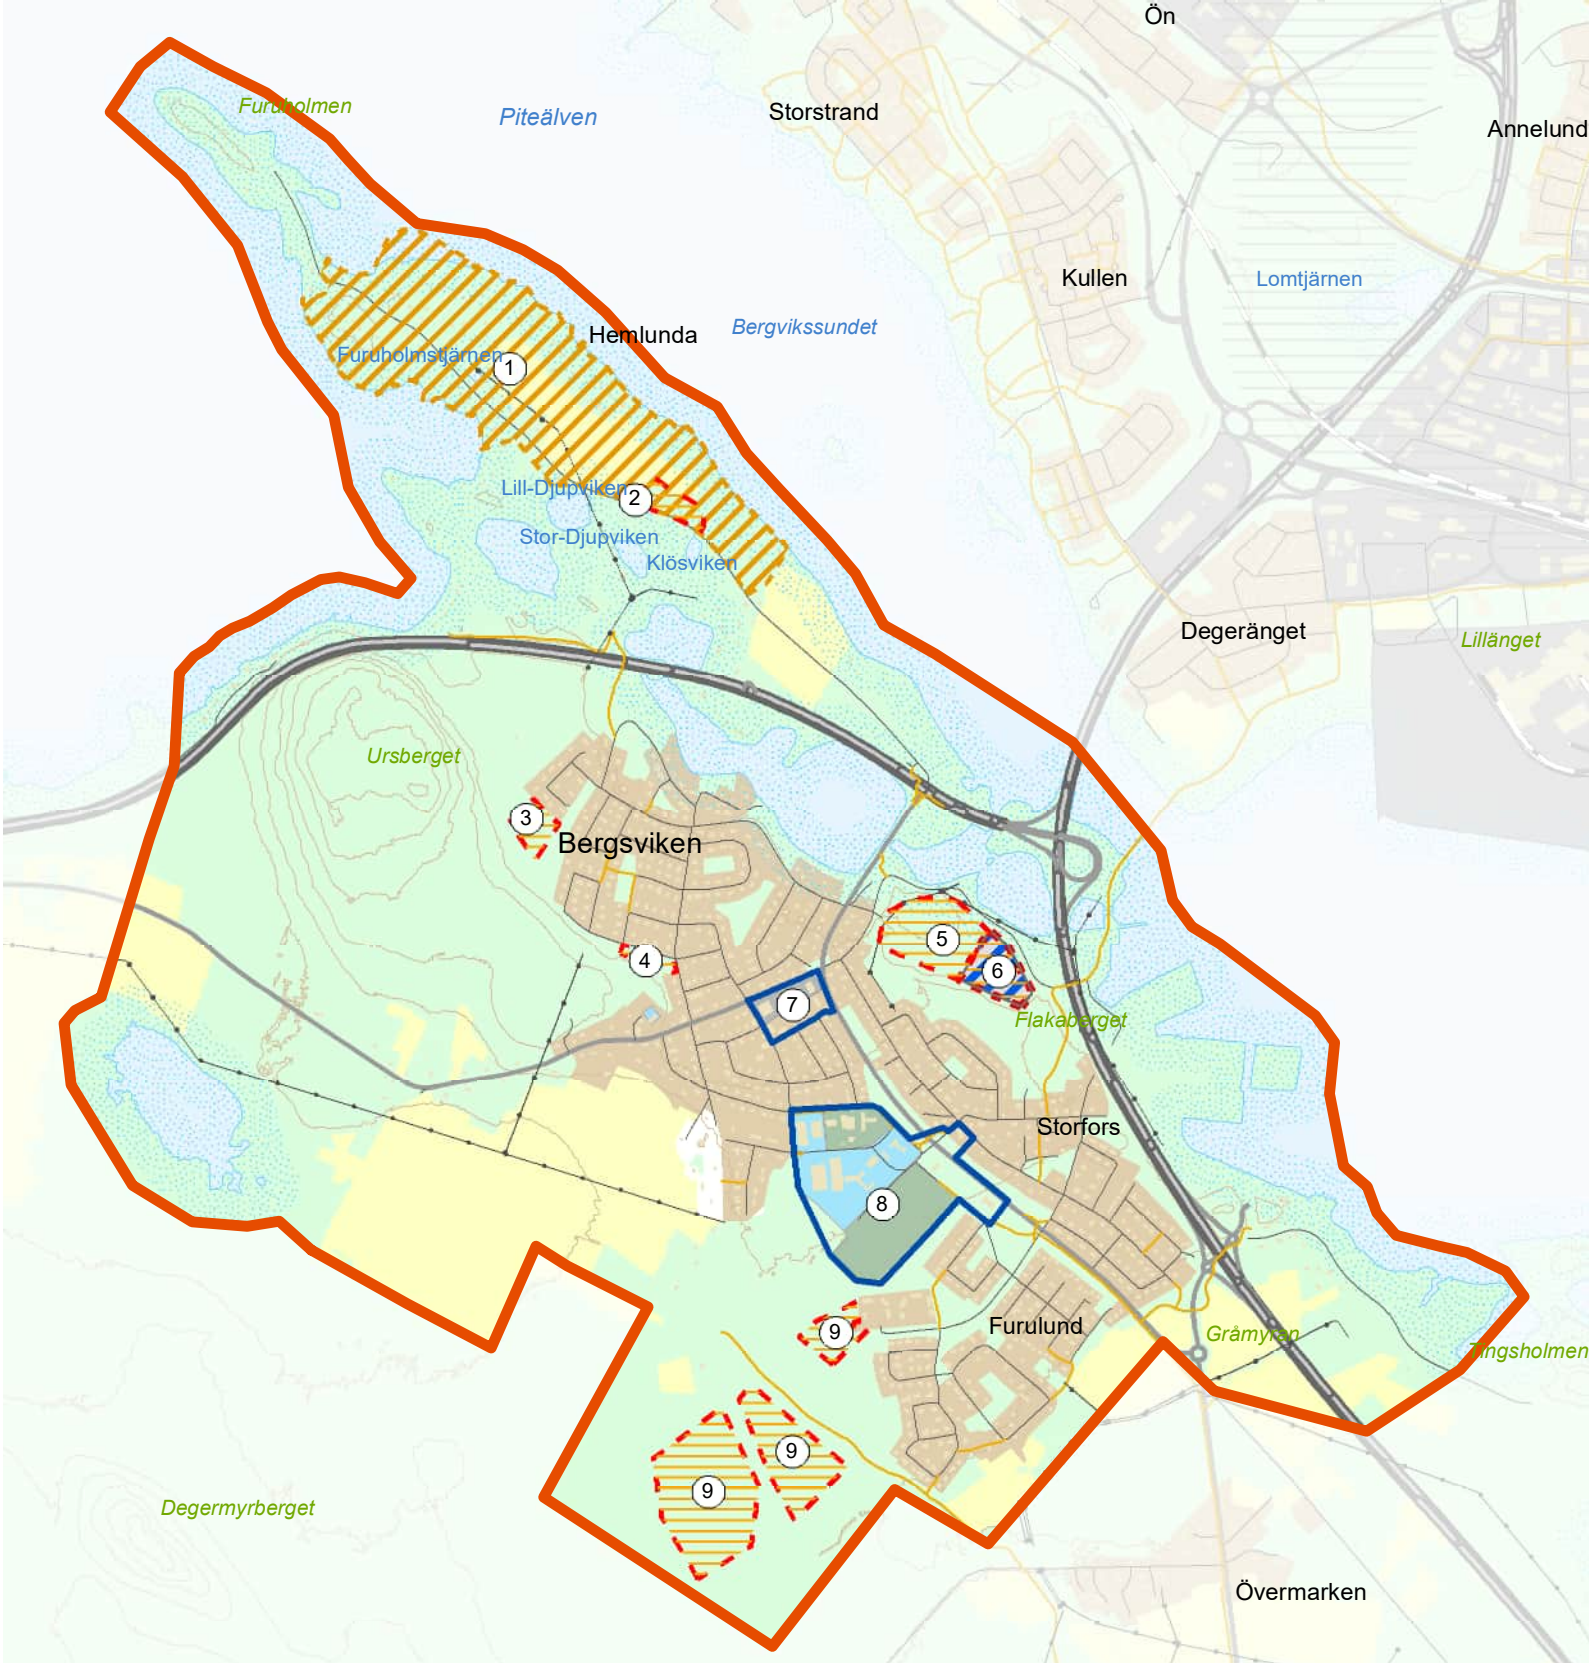 Ön
Furuholmen
Piteälven
Storstrand
Annelund
Kullen
Lomtjärnen
Hemlunda
Bergvikssundet
Furuholmstjärnen
1
Lill-Djupviken
2
Stor-Djupviken
Klösviken
Degeränget
Lillänget
Ursberget
3
Bergsviken
5
4
6
7
Flakaberget
Storfors
8
Furulund
9
Gråmyran
Tingsholmen
9
9
Degermyrberget
Övermarken